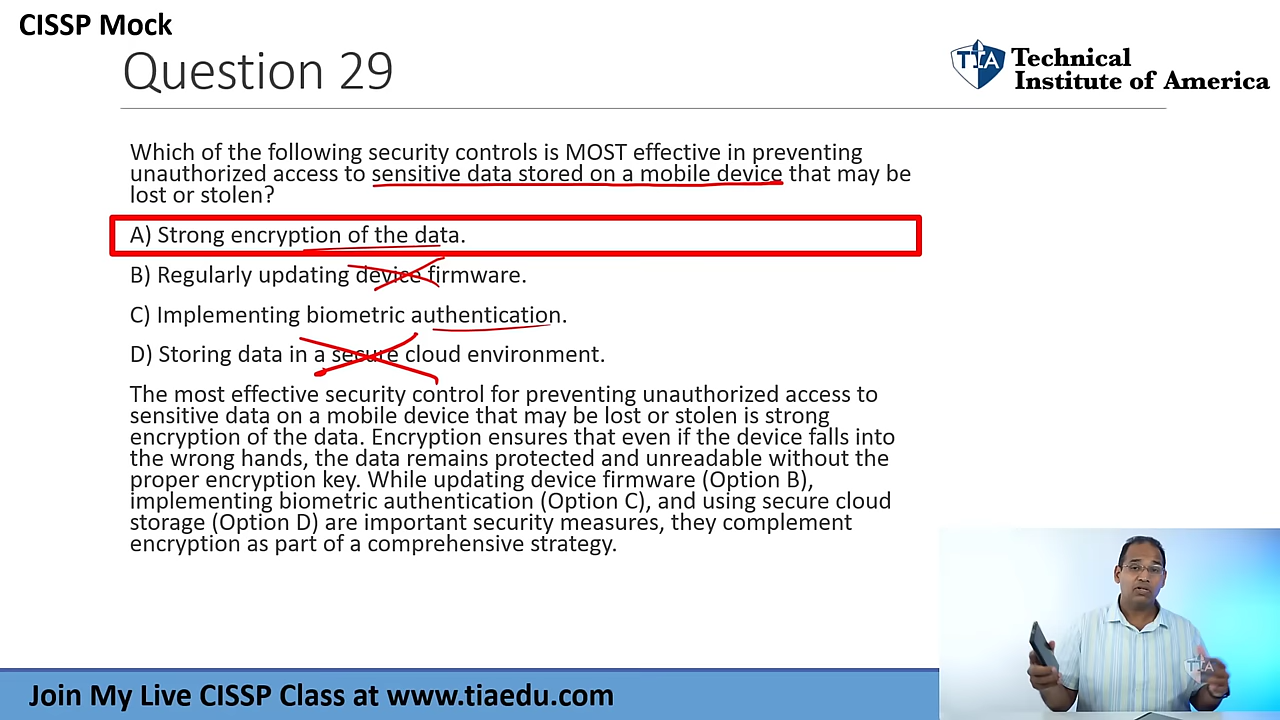 CISSP Mock
Question 29
TIA
Technical
Institute of America
Which of the following security controls is MOST effective in preventing
unauthorized access to sensitive data stored on a mobile device that may be
lost or stolen?
A) Strong encryption of the data.
B) Regularly updating device firmware.
C) Implementing biometric authentication.
D) Storing data in a secure cloud environment.
The most effective security control for preventing unauthorized access to
sensitive data on a mobile device that may be lost or stolen is strong
encryption of the data. Encryption ensures that even if the device falls into
the wrong hands, the data remains protected and unreadable without the
proper encryption key. While updating device firmware (Option B),
implementing biometric authentication (Option C), and using secure cloud
storage (Option D) are important security measures, they complement
encryption as part of a comprehensive strategy.
TIA
Join My Live CISSP Class at www.tiaedu.com